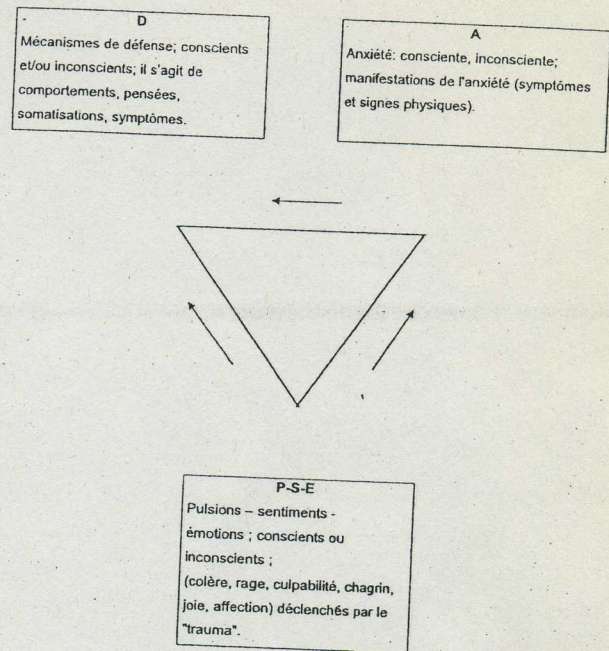 D
Mécanismes de défense; conscients
et/ou inconscients; il s'agit de
comportements, pensées,
somatisations, symptômes.
A
Anxiété: consciente, inconsciente;
manifestations de l'anxiété (symptômes
et signes physiques).
P-S-E
Pulsions – sentiments -
émotions ; conscients ou
inconscients ;
(colère, rage, culpabilité, chagrin,
joie, affection) déclenchés par le
"trauma".